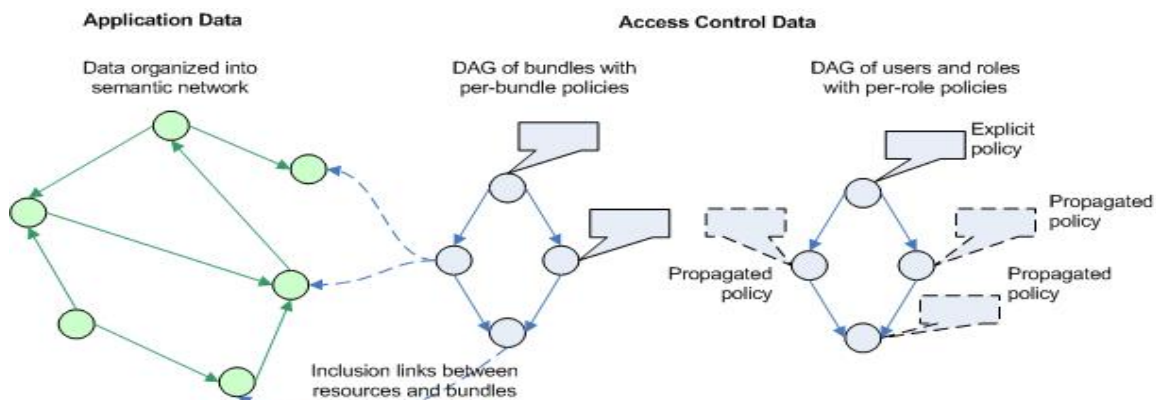 Application Data
Access Control Data
Data organized into
semantic network
DAG of bundles with
per-bundle policies
DAG of users and roles
with per-role policies
Explicit
policy
Propagated
policy
Propagated
policy
Propagated
policy
Inclusion links between
resources and bundles